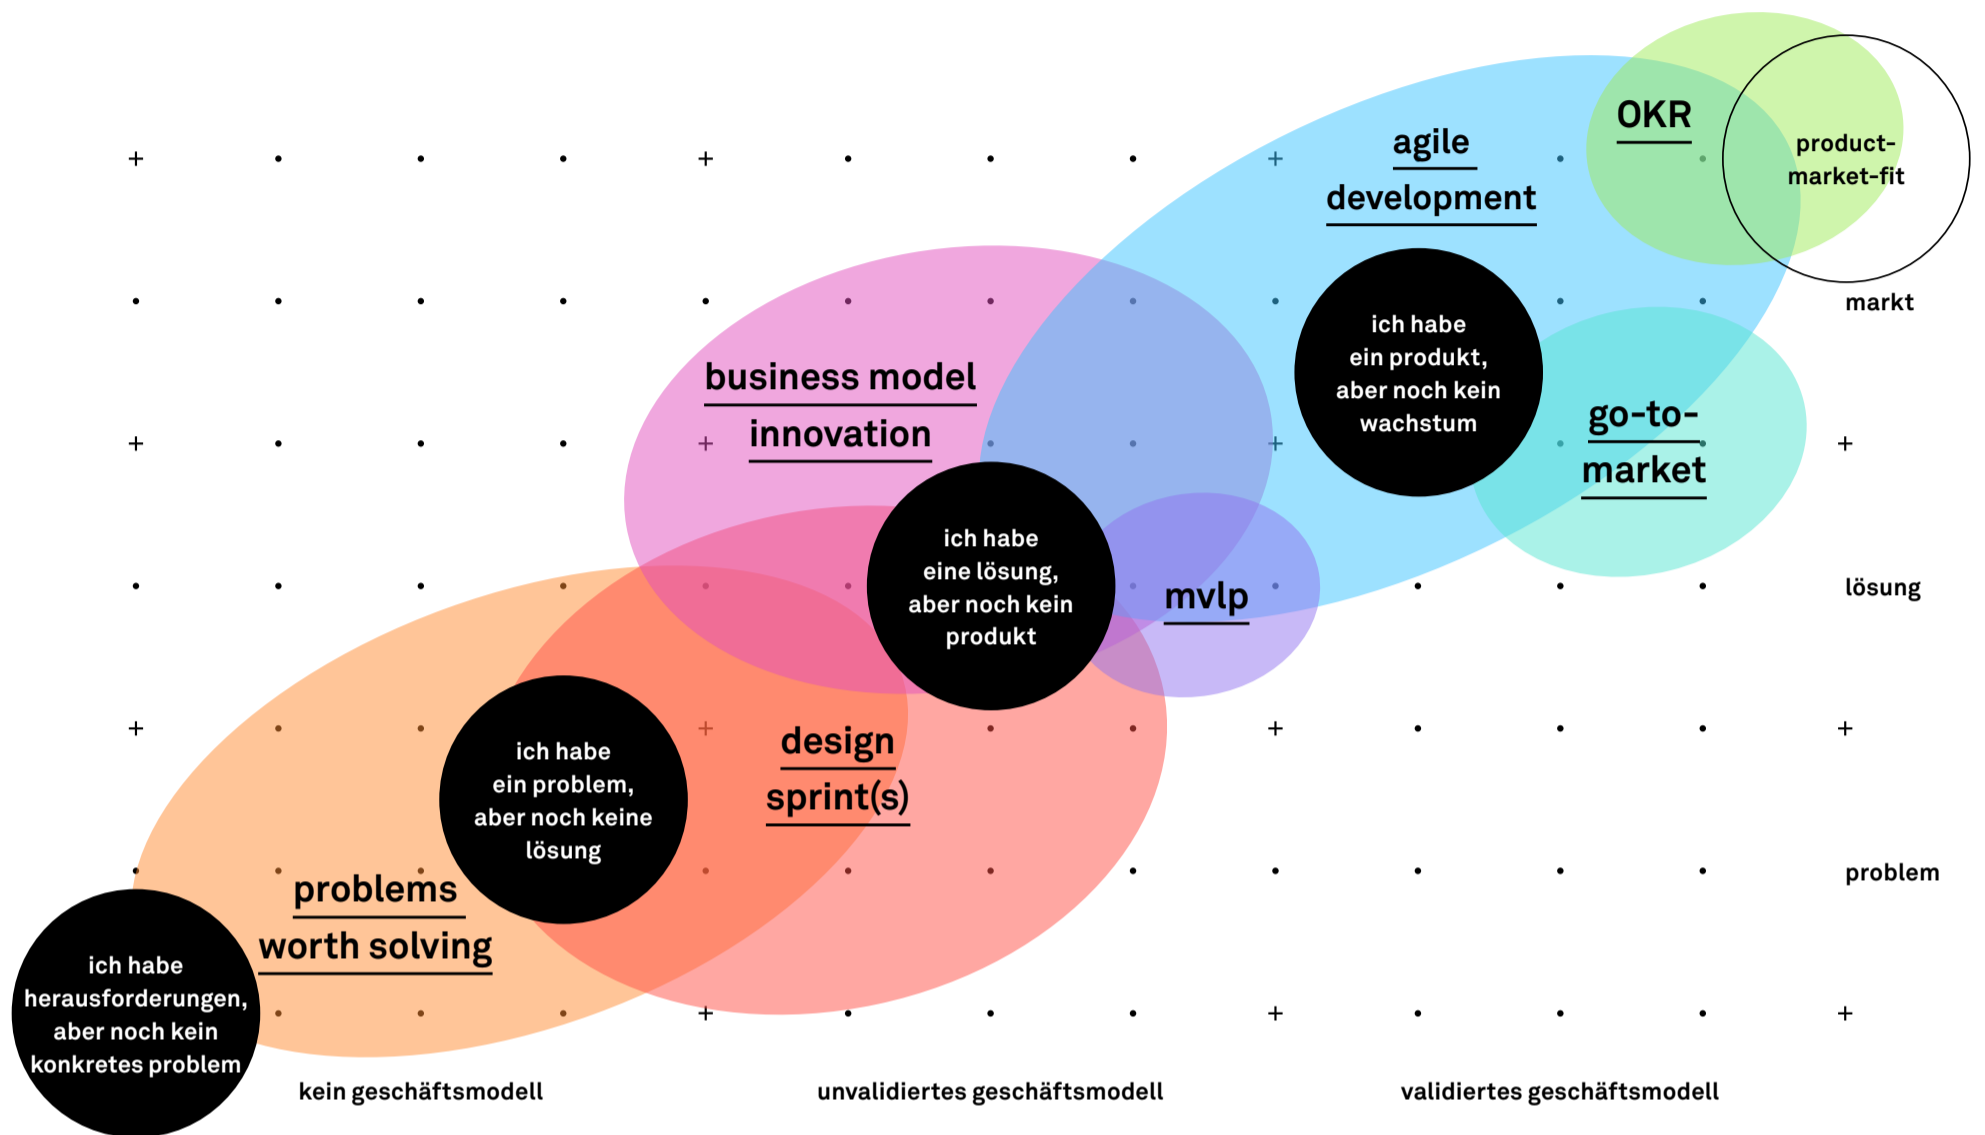 OKR
product-
market-fit
agile
development
markt
ich habe
ein produkt,
aber noch kein
wachstum
business model
innovation
go-to-
market
ich habe
eine lösung,
aber noch kein
produkt
mvlp
lösung
ich habe
ein problem,
aber noch keine
lösung
design
sprint(s)
problems
worth solving
problem
ich habe
herausforderungen,
aber noch kein
konkretes problem
kein geschäftsmodell
unvalidiertes geschäftsmodell
validiertes geschäftsmodell